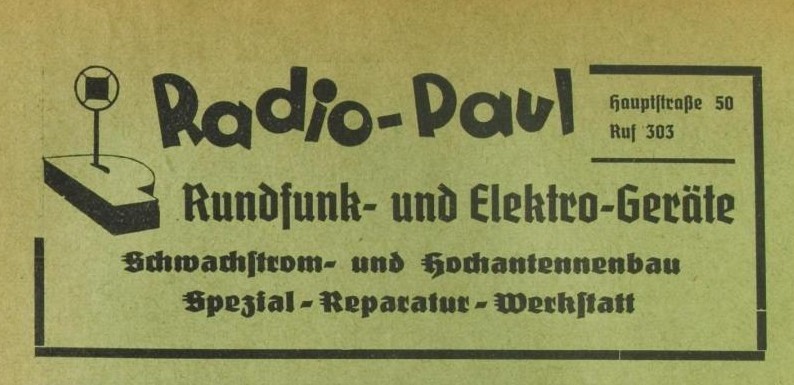 Radio-Paul
Hauptstraße 50
Ruf 303
Rundfunk- und Elektro-Geräte
Schwachstrom- und Hochantennenbau
Spezial-Reparatur-Werkstatt